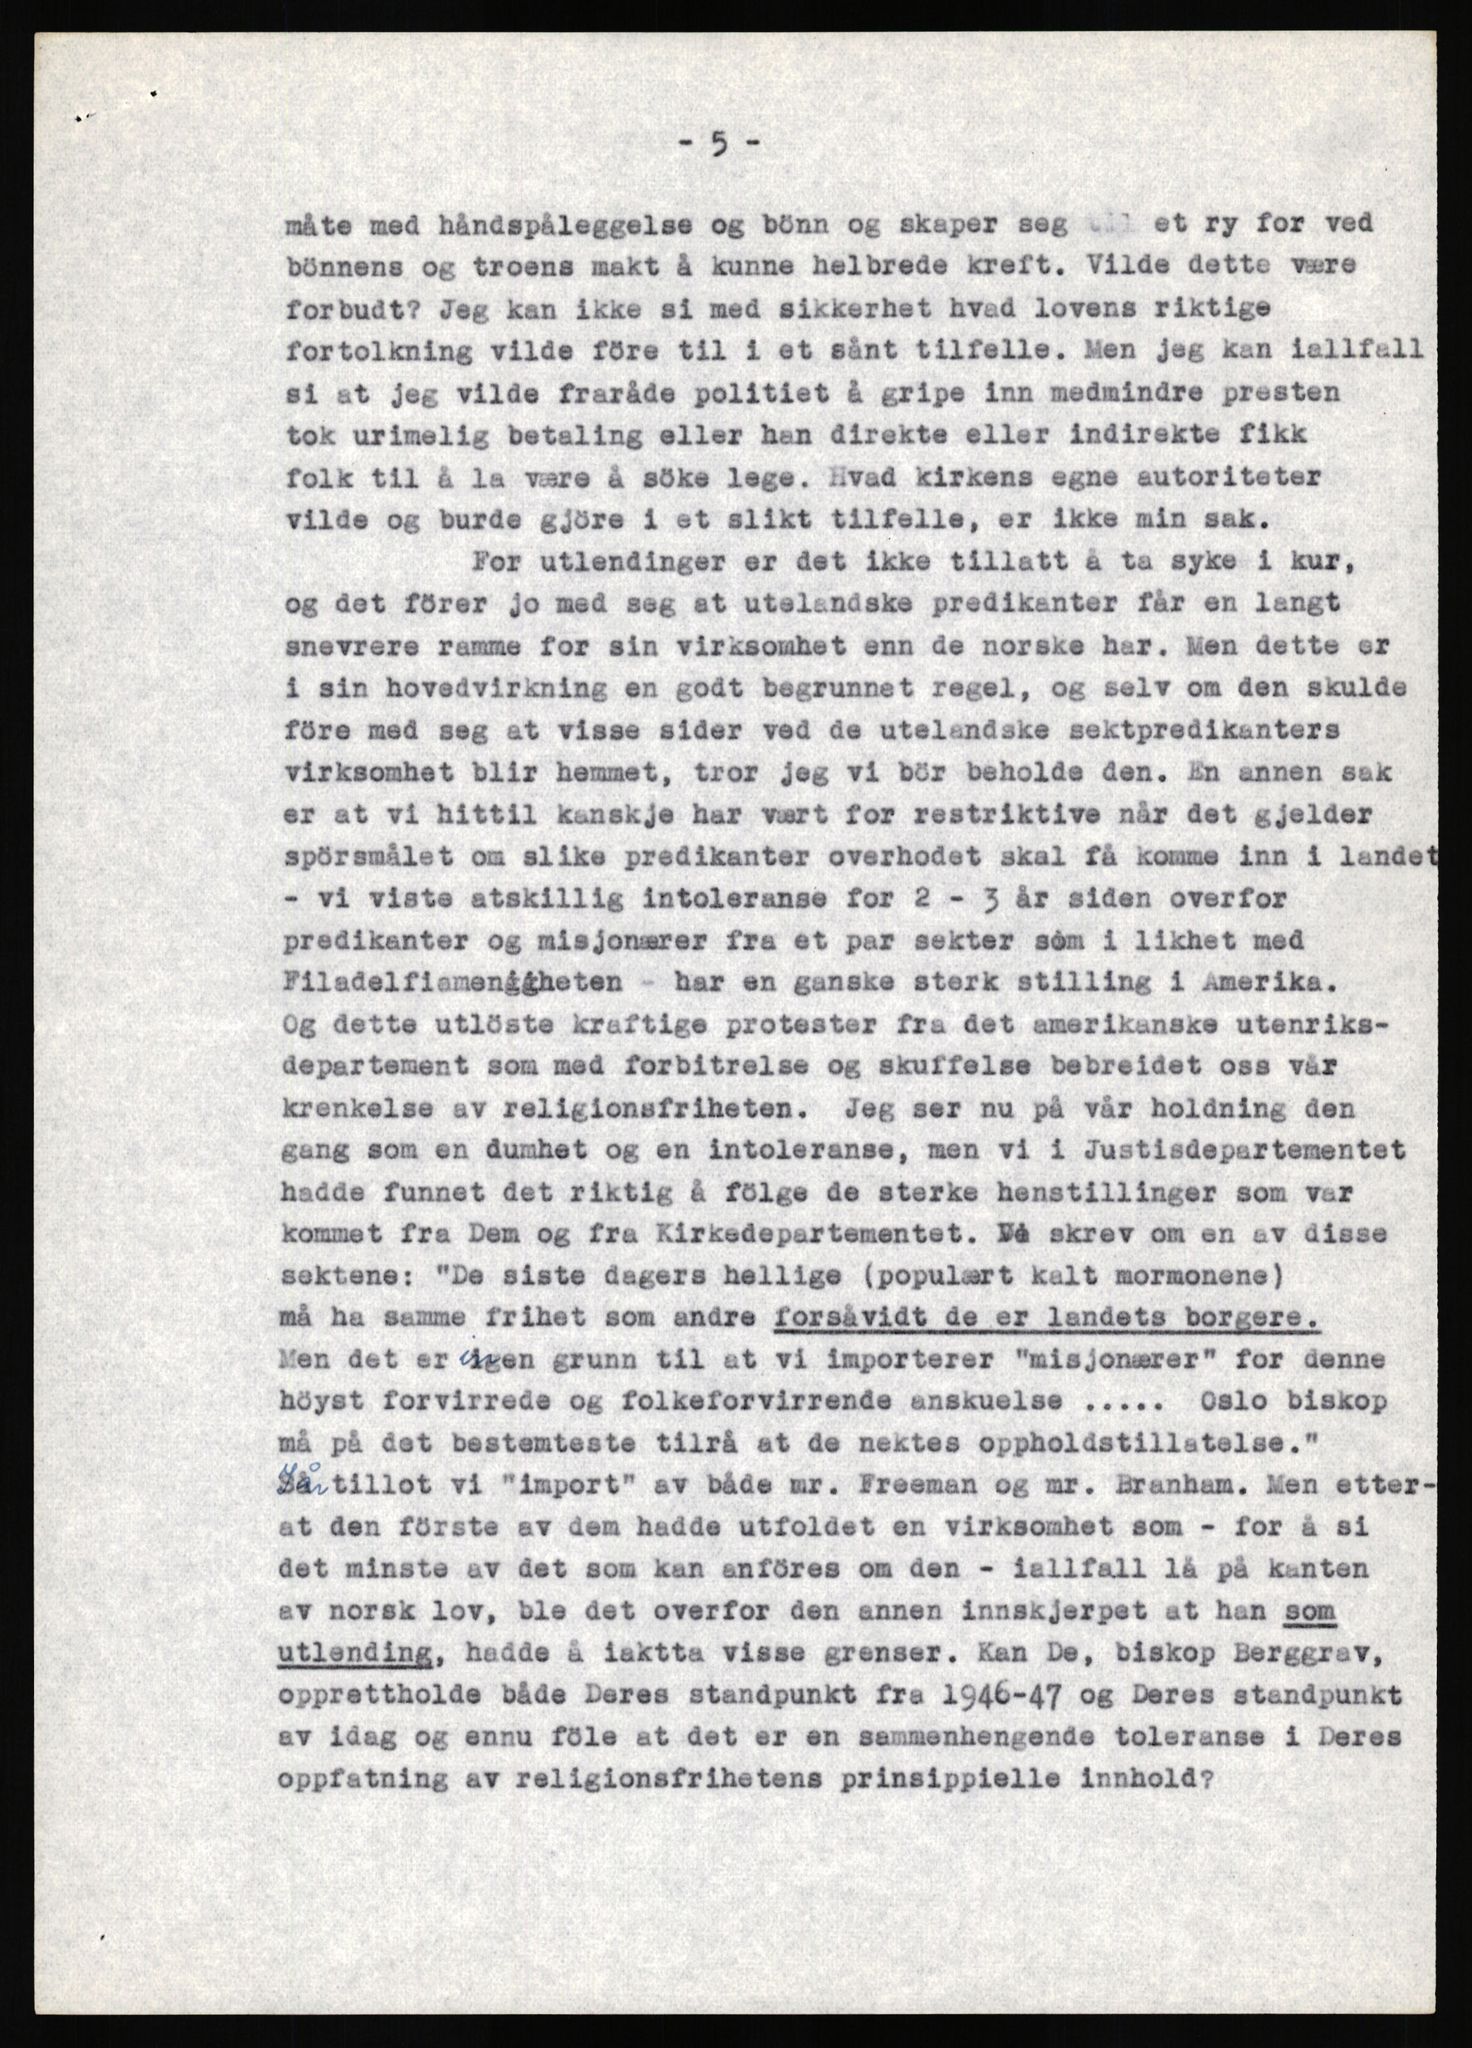 - 5 -
måte med håndspåleggelse og bönn og skaper seg til et ry for ved
bönnens og troens makt å kunne helbrede kreft. Vilde dette være
forbudt? Jeg kan ikke si med sikkerhet hvad lovens riktige
fortolkning vilde före til i et sånt tilfelle. Men jeg kan iallfall
si at jeg vilde fraråde politiet å gripe inn medmindre presten
tok urimelig betaling eller han direkte eller indirekte fikk
folk til å la være å söke lege. Hvad kirkens egne autoriteter
vilde og burde gjöre i et slikt tilfelle, er ikke min sak.
For utlendinger er det ikke tillatt å ta syke i kur,
og det förer jo med seg at utelandske predikanter får en langt
snevrere ramme for sin virksomhet enn de norske har. Men dette er
i sin hovedvirkning en godt begrunnet regel, og selv om den skulde
före med seg at visse sider ved de utelandske sektpredikanters
virksomhet blir hemmet, tror jeg vi bör beholde den. En annen sak
er at vi hittil kanskje har vært for restriktive når det gjelder
spörsmålet om slike predikanter overhodet skal få komme inn i landet
- vi viste atskillig intoleranse for 2 - 3 år siden overfor
predikanter og misjonærer fra et par sekter som i likhet med
Filadelfiamenigheten - har en ganske sterk stilling i Amerika.
Og dette utlöste kraftige protester fra det amerikanske utenriks-
departement som med forbitrelse og skuffelse bebreidet oss vår
krenkelse av religionsfriheten. Jeg ser nu på vår holdning den
gang som en dumhet og en intoleranse, men vi i Justisdepartementet
hadde funnet det riktig å fölge de sterke henstillinger som var
kommet fra Dem og fra Kirkedepartementet. De skrev om en av disse
sektene: "De siste dagers hellige (populært kalt mormonene)
må ha samme frihet som andre forsåvidt de er landets borgere.
Men det er ingen grunn til at vi importerer "misjonærer" for denne
höyst forvirrede og folkeforvirrende anskuelse ..... Oslo biskop
må på det bestemteste tilrå at de nektes oppholdstillatelse."
I år tillot vi "import" av både mr. Freeman og mr. Branham. Men etter-
at den förste av dem hadde utfoldet en virksomhet som - for å si
det minste av det som kan anföres om den - iallfall lå på kanten
av norsk lov, ble det overfor den annen innskjerpet at han som
utlending, hadde å iaktta visse grenser. Kan De, biskop Berggrav,
opprettholde både Deres standpunkt fra 1946-47 og Deres standpunkt
av idag og ennu föle at det er en sammenhengende toleranse i Deres
oppfatning av religionsfrihetens prinsippielle innhold?